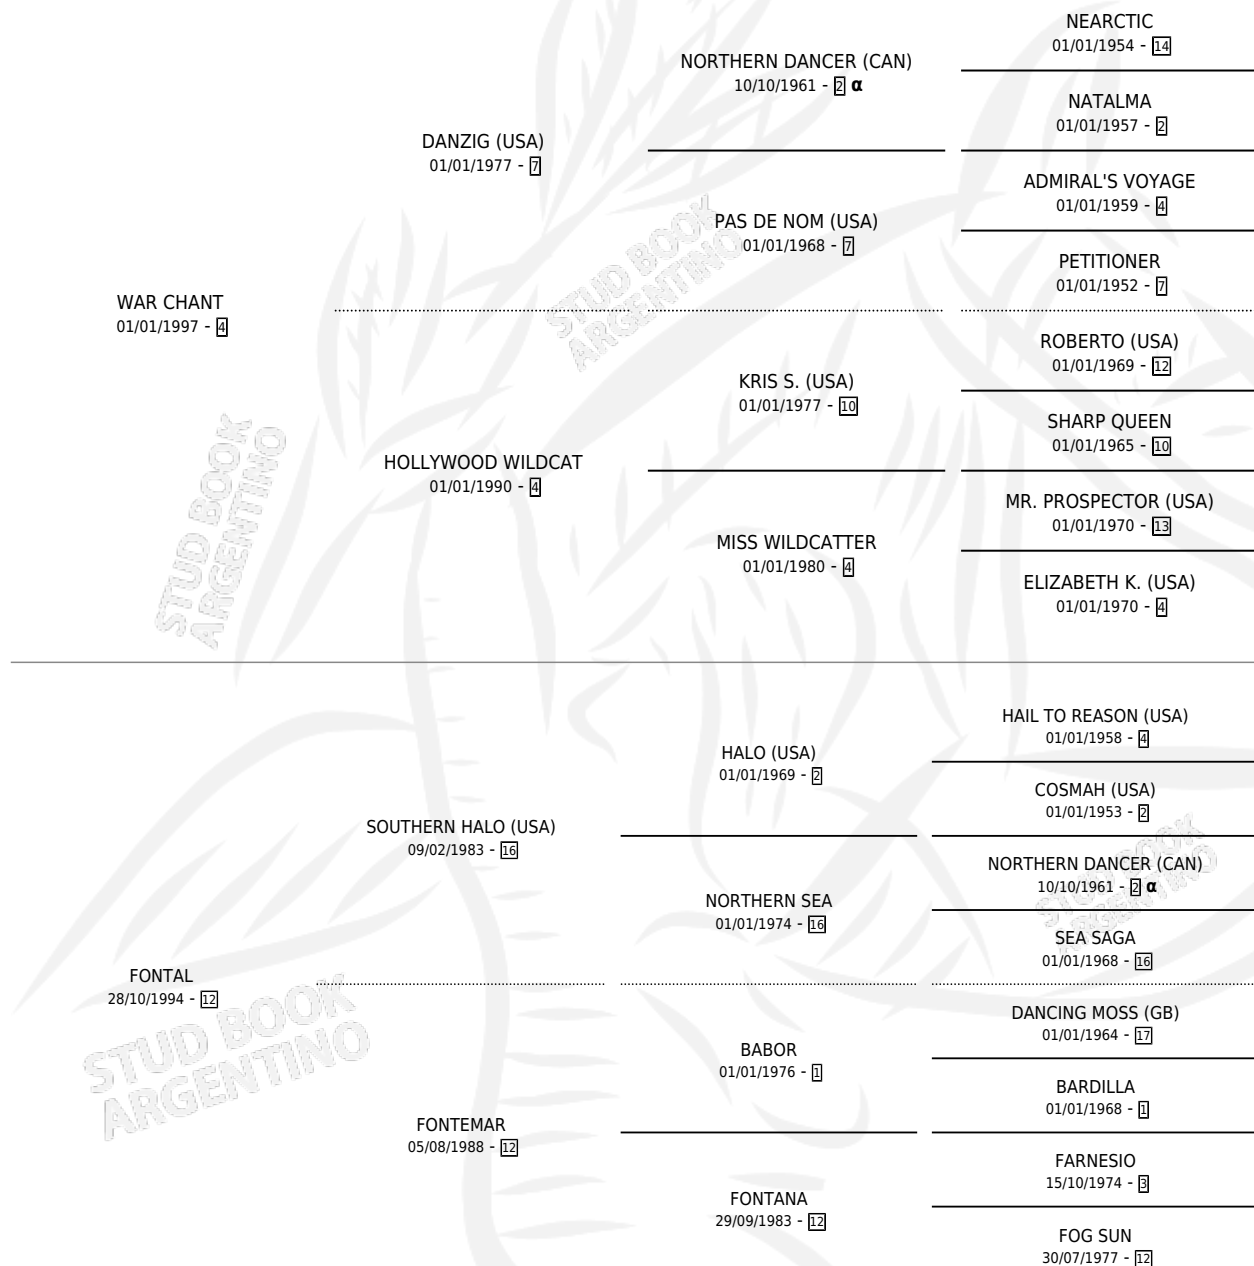 NEARCTIC
01/01/1954 - 14
NORTHERN DANCER (CAN)
10/10/1961 - 2 α
NATALMA
01/01/1957 - 2
DANZIG (USA)
01/01/1977 - 7
ADMIRAL'S VOYAGE
01/01/1959 - 4
PAS DE NOM (USA)
01/01/1968 - 7
PETITIONER
01/01/1952 - 7
STUD BOOK
ARGENTINO
WAR CHANT
01/01/1997 - 4
ROBERTO (USA)
01/01/1969 - 12
KRIS S. (USA)
01/01/1977 - 10
SHARP QUEEN
01/01/1965 - 10
HOLLYWOOD WILDCAT
01/01/1990 - 4
MR. PROSPECTOR (USA)
01/01/1970 - 13
MISS WILDCATTER
01/01/1980 - 4
ELIZABETH K. (USA)
01/01/1970 - 4
STUD BOOK
ARGENTINO
HAIL TO REASON (USA)
01/01/1958 - 4
HALO (USA)
01/01/1969 - 2
COSMAH (USA)
01/01/1953 - 2
SOUTHERN HALO (USA)
09/02/1983 - 16
NORTHERN DANCER (CAN)
10/10/1961 - 2 α
NORTHERN SEA
01/01/1974 - 16
SEA SAGA
01/01/1968 - 16
STUD BOOK
ARGENTINO
FONTAL
28/10/1994 - 12
DANCING MOSS (GB)
01/01/1964 - 17
BABOR
01/01/1976 - 1
BARDILLA
01/01/1968 - 1
FONTEMAR
05/08/1988 - 12
FARNESIO
15/10/1974 - 3
FONTANA
29/09/1983 - 12
FOG SUN
30/07/1977 - 12
STUD BOOK
ARGENTINO